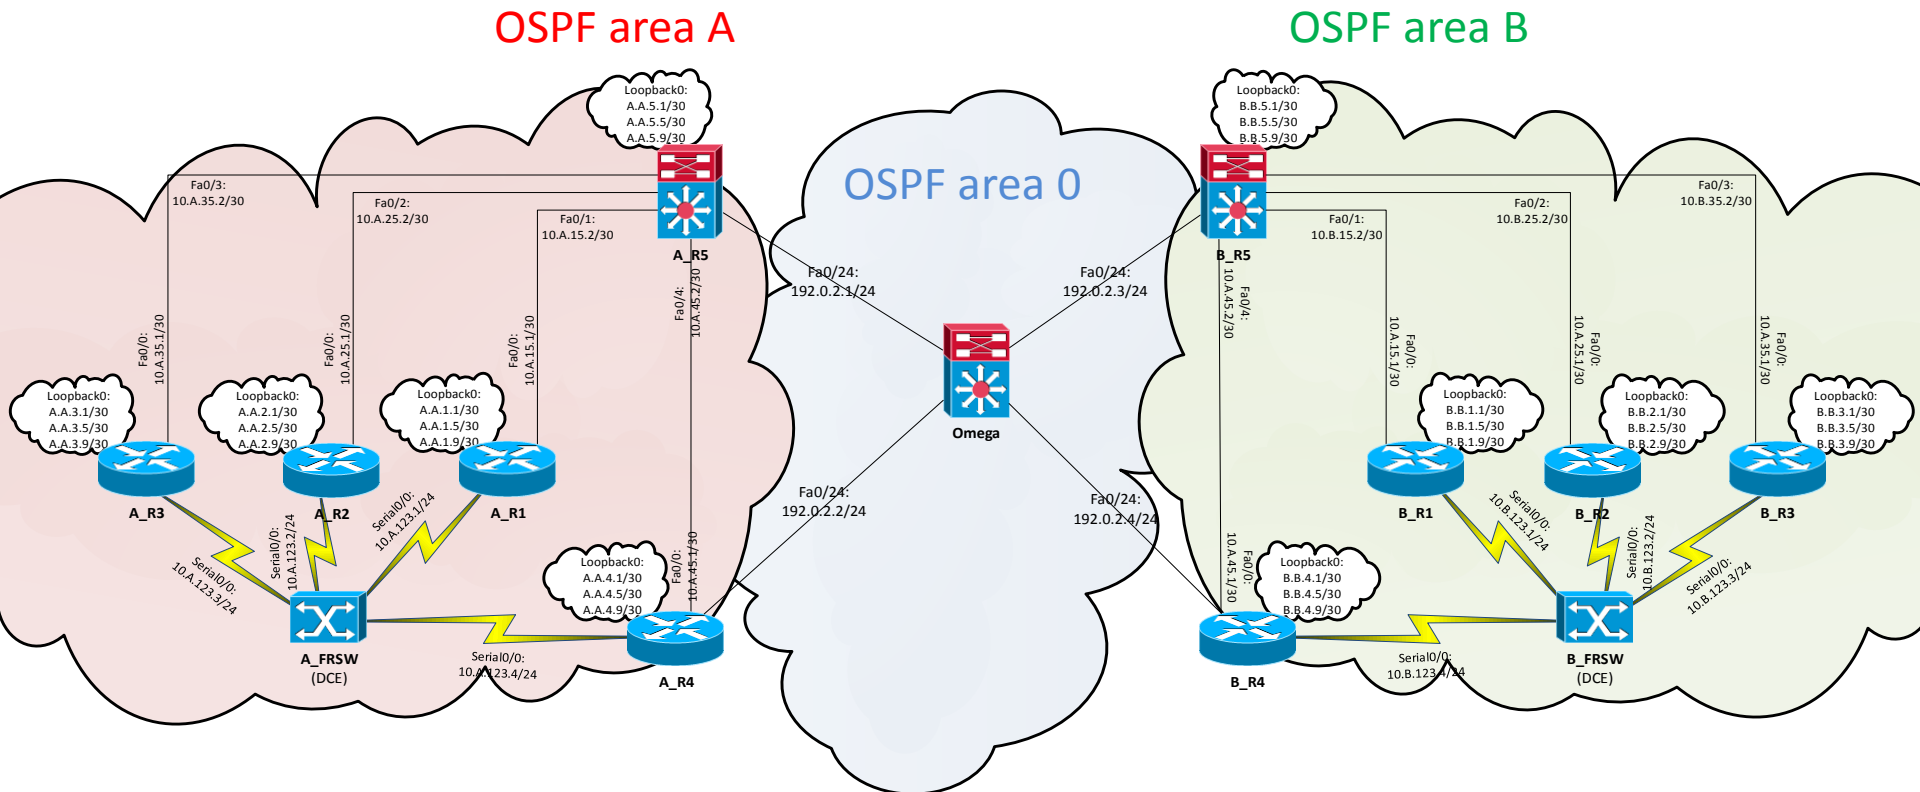 OSPF area A
OSPF area B
OSPF area 0
Loopback0:
A.A.5.1/30
A.A.5.5/30
A.A.5.9/30
A_R5
Fa0/3:
10.A.35.2/30
Fa0/2:
10.A.25.2/30
Fa0/1:
10.A.15.2/30
Fa0/4:
10.A.45.2/30
Fa0/24:
192.0.2.1/24
Fa0/0:
10.A.35.1/30
Fa0/0:
10.A.25.1/30
Fa0/0:
10.A.15.1/30
Loopback0:
A.A.3.1/30
A.A.3.5/30
A.A.3.9/30
A_R3
Loopback0:
A.A.2.1/30
A.A.2.5/30
A.A.2.9/30
A_R2
Loopback0:
A.A.1.1/30
A.A.1.5/30
A.A.1.9/30
A_R1
Serial0/0:
10.A.123.3/24
Serial0/0:
10.A.123.2/24
Serial0/0:
10.A.123.1/24
A_FRSW
(DCE)
Serial0/0:
10.A.123.4/24
Loopback0:
A.A.4.1/30
A.A.4.5/30
A.A.4.9/30
Fa0/0:
10.A.45.1/30
A_R4
Fa0/24:
192.0.2.2/24
Omega
Fa0/24:
192.0.2.3/24
Fa0/24:
192.0.2.4/24
Loopback0:
B.B.5.1/30
B.B.5.5/30
B.B.5.9/30
B_R5
Fa0/1:
10.B.15.2/30
Fa0/2:
10.B.25.2/30
Fa0/3:
10.B.35.2/30
Fa0/4:
10.A.45.2/30
Fa0/0:
10.A.15.1/30
Fa0/0:
10.A.25.1/30
Fa0/0:
10.A.35.1/30
Loopback0:
B.B.1.1/30
B.B.1.5/30
B.B.1.9/30
B_R1
Loopback0:
B.B.2.1/30
B.B.2.5/30
B.B.2.9/30
B_R2
Loopback0:
B.B.3.1/30
B.B.3.5/30
B.B.3.9/30
B_R3
Serial0/0:
10.B.123.1/24
Serial0/0:
10.B.123.2/24
Serial0/0:
10.B.123.3/24
Fa0/0:
10.A.45.1/30
Loopback0:
B.B.4.1/30
B.B.4.5/30
B.B.4.9/30
B_R4
Serial0/0:
10.B.123.4/24
B_FRSW
(DCE)